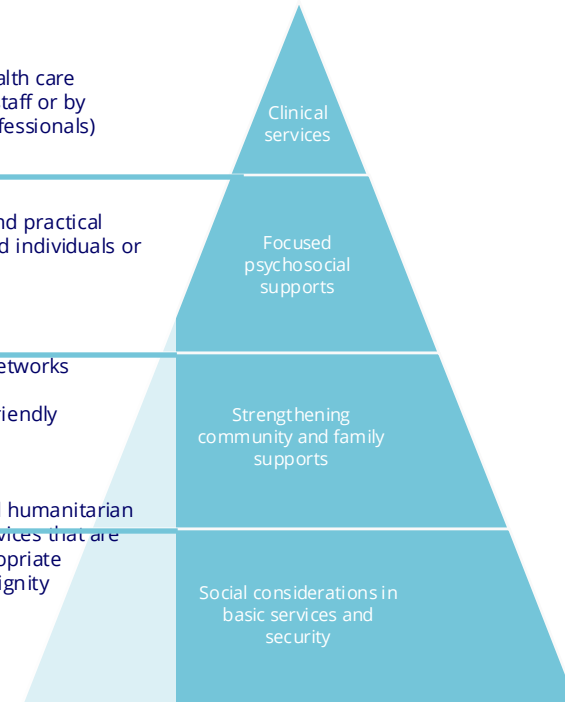 alth care
taff or by
fessionals)
Clinical
services
nd practical
d individuals or
Focused
psychosocial
supports
etworks
riendly
Strengthening
community and family
supports
l humanitarian
vices that are
opriate
ignity
Social considerations in
basic services and
security